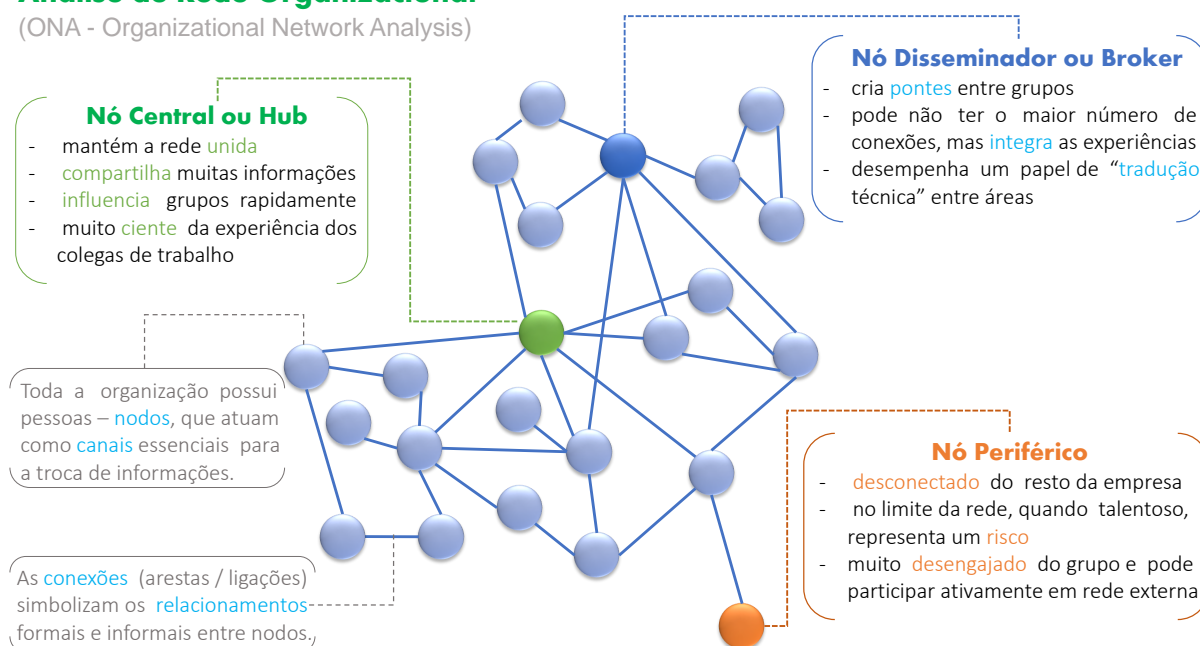 Análise de Rede Organizacional
(ONA - Organizational Network Analysis)
Nó Central ou Hub
- mantém a rede unida
- compartilha muitas informações
- influencia grupos rapidamente
- muito ciente da experiência dos
colegas de trabalho
Nó Disseminador ou Broker
- cria pontes entre grupos
- pode não ter o maior número de
conexões, mas integra as experiências
- desempenha um papel de “tradução
técnica” entre áreas
Toda a organização possui
pessoas – nodos, que atuam
como canais essenciais para
a troca de informações.
As conexões (arestas / ligações)
simbolizam os relacionamentos
formais e informais entre nodos.
Nó Periférico
- desconectado do resto da empresa
- no limite da rede, quando talentoso,
representa um risco
- muito desengajado do grupo e pode
participar ativamente em rede externa